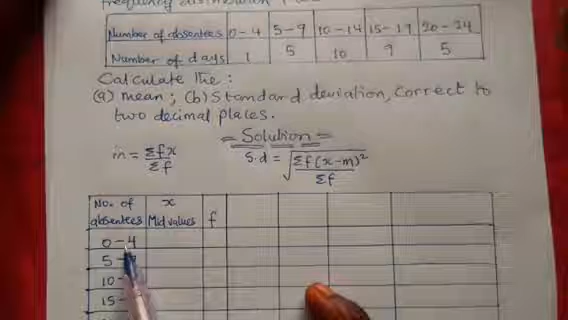 Number of absentees 0-4 5-9 10-14 15-19 20-24
Number of days 1 5 10 9 5
Calculate the:
(a) mean; (b) Standard deviation, correct to
two decimal places.
= Solution =
m = Σfx / Σf
S.d = √(Σf(x-m)² / Σf)
No. of absentees x Mid values f
0-4
5-
10-
15-